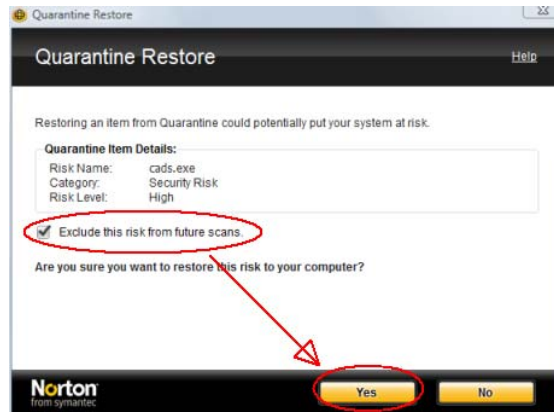 Quarantine Restore
Quarantine Restore
Help
Restoring an item from Quarantine could potentially put your system at risk.
Quarantine Item Details:
Risk Name: cads.exe
Category: Security Risk
Risk Level: High
Exclude this risk from future scans.
Are you sure you want to restore this risk to your computer?
Norton
from symantec
Yes
No